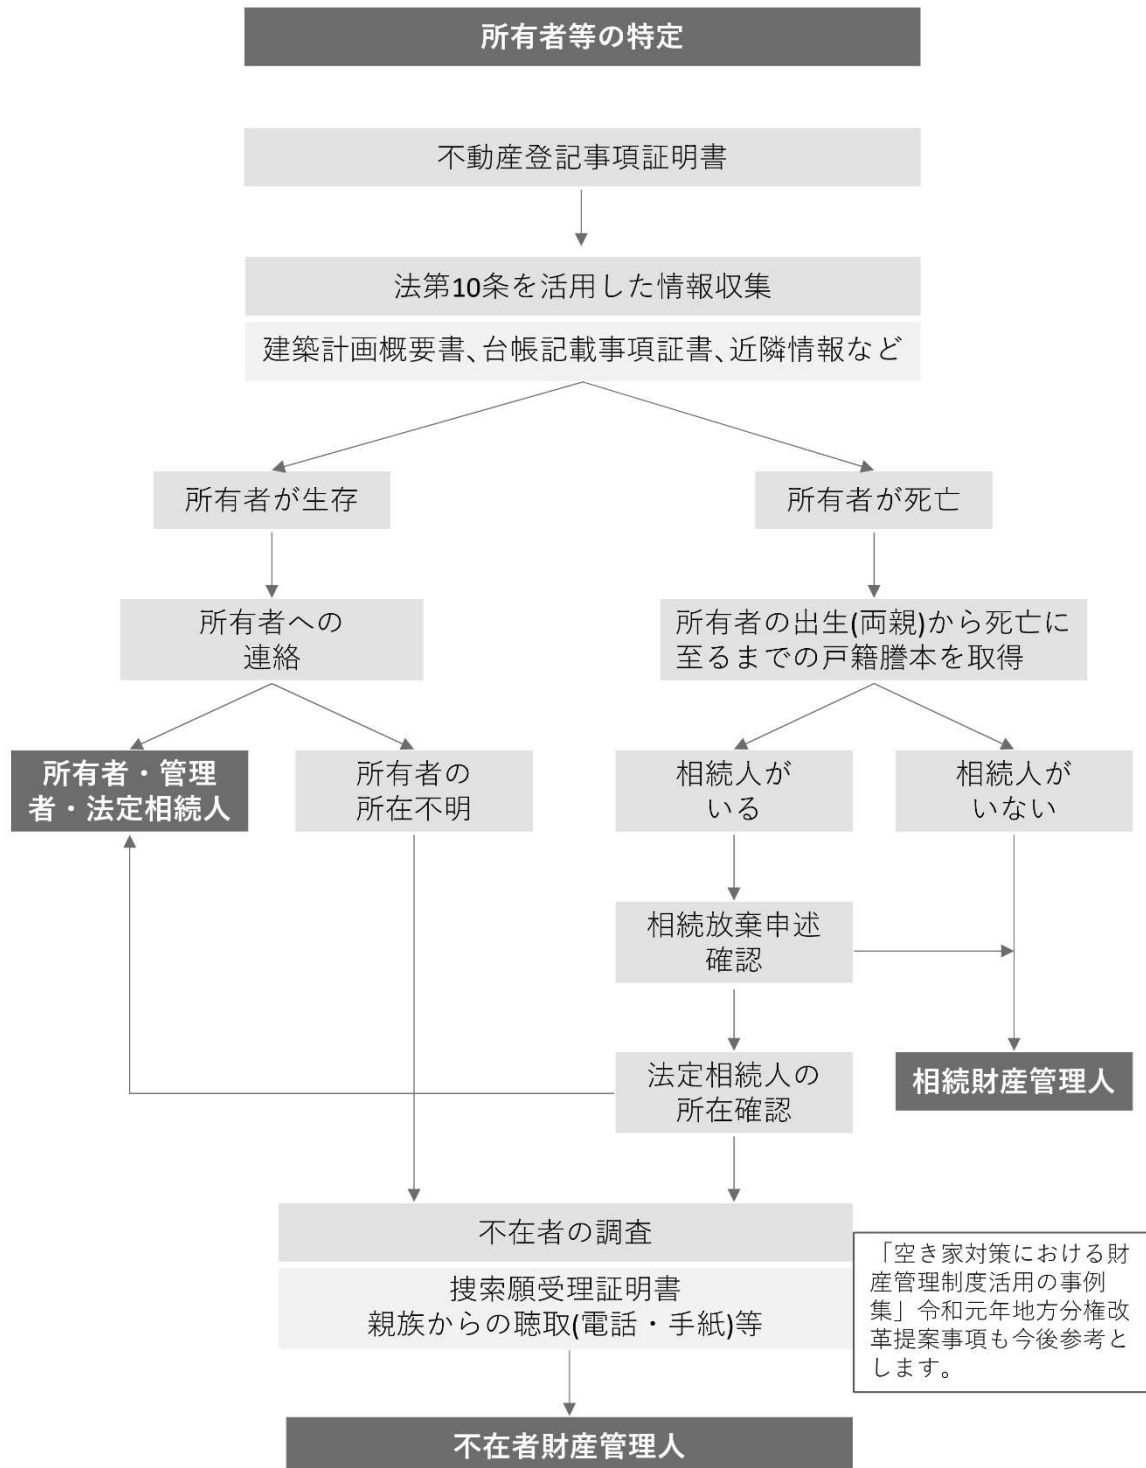 所有者等の特定
不動産登記事項証明書
法第10条を活用した情報収集
建築計画概要書、台帳記載事項証書、近隣情報など
所有者が生存
所有者が死亡
所有者への
連絡
所有者の出生(両親)から死亡に
至るまでの戸籍謄本を取得
所有者・管理
者・法定相続人
所有者の
所在不明
相続人が
いる
相続人が
いない
相続放棄申述
確認
法定相続人の
所在確認
相続財産管理人
不在者の調査
捜索願受理証明書
親族からの聴取(電話・手紙)等
「空き家対策における財
産管理制度活用の事例
集」令和元年地方分権改
革提案事項も今後参考と
します。
不在者財産管理人